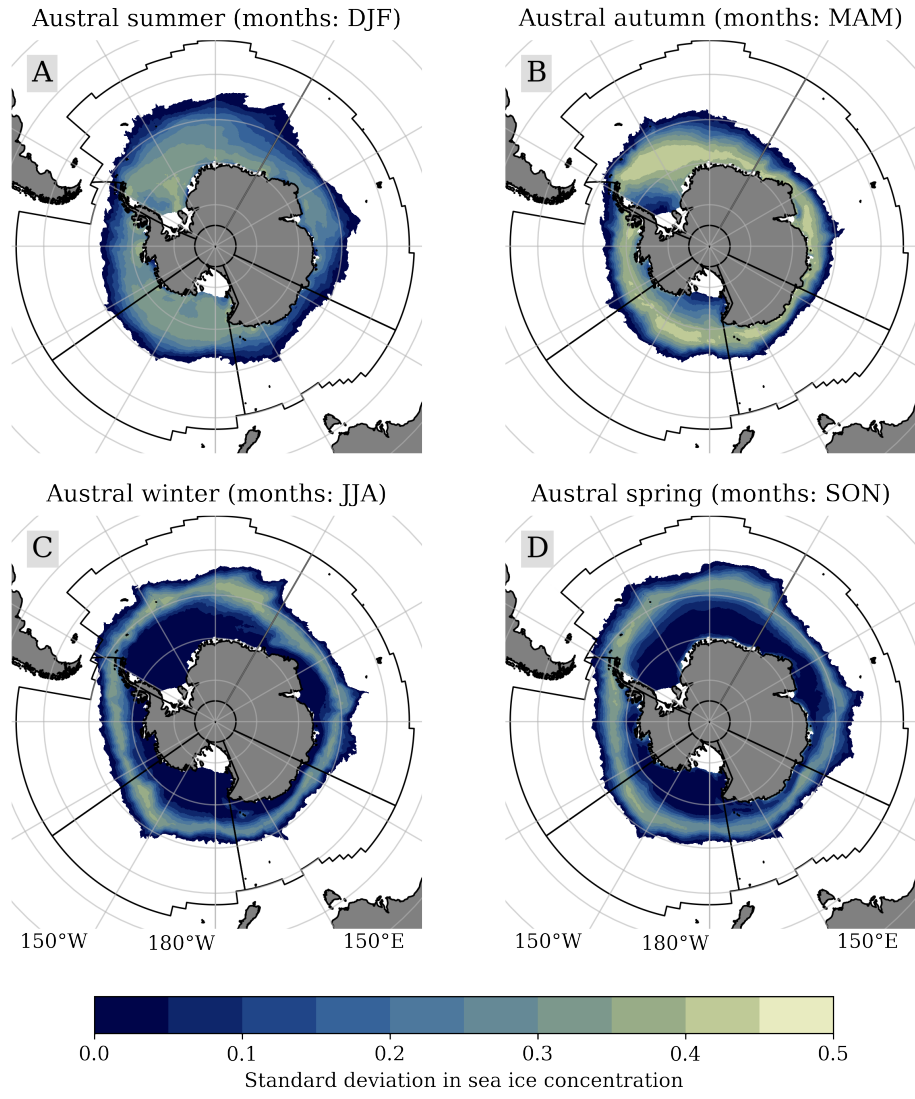 Austral summer (months: DJF)
Austral autumn (months: MAM)
A
B
Austral winter (months: JJA)
Austral spring (months: SON)
C
D
150°W
180°W
150°E
150°W
180°W
150°E
0.0
0.1
0.2
0.3
0.4
0.5
Standard deviation in sea ice concentration